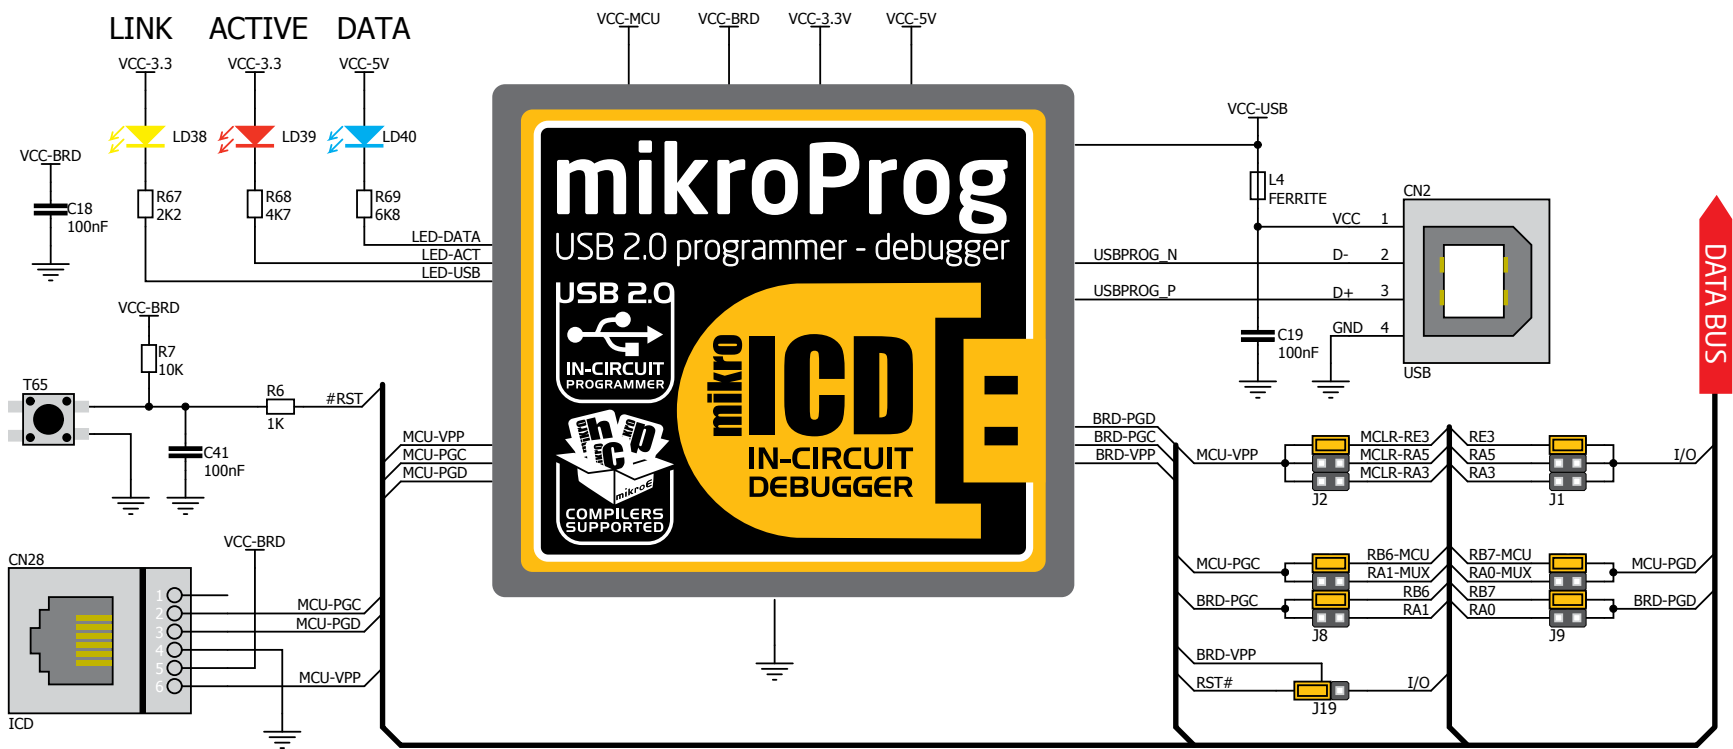 LINK ACTIVE DATA
VCC-3.3 VCC-3.3 VCC-5V
VCC-MCU VCC-BRD VCC-3.3V VCC-5V
LD38 LD39 LD40
VCC-BRD
C18
100nF
R67
2K2
R68
4K7
R69
6K8
LED-DATA
LED-ACT
LED-USB
VCC-BRD
R7
10K
T65
R6
1K
#RST
C41
100nF
MCU-VPP
MCU-PGC
MCU-PGD
CN28
VCC-BRD
1
2
3
4
5
6
MCU-PGC
MCU-PGD
MCU-VPP
ICD
mikroProg
USB 2.0 programmer - debugger
USB 2.0
IN-CIRCUIT
PROGRAMMER
mikroE
COMPILERS
SUPPORTED
mikro
ICD
IN-CIRCUIT
DEBUGGER
VCC-USB
L4
FERRITE
CN2
VCC 1
D- 2
D+ 3
GND 4
USB
USBPROG_N
USBPROG_P
C19
100nF
DATA BUS
BRD-PGD
BRD-PGC
BRD-VPP
MCU-VPP
MCLR-RE3
MCLR-RA5
MCLR-RA3
J2
RE3
RA5
RA3
J1
I/O
MCU-PGC
BRD-PGC
RB6-MCU
RA1-MUX
RB6
RA1
J8
RB7-MCU
RA0-MUX
RB7
RA0
J9
MCU-PGD
BRD-PGD
BRD-VPP
RST#
J19
I/O